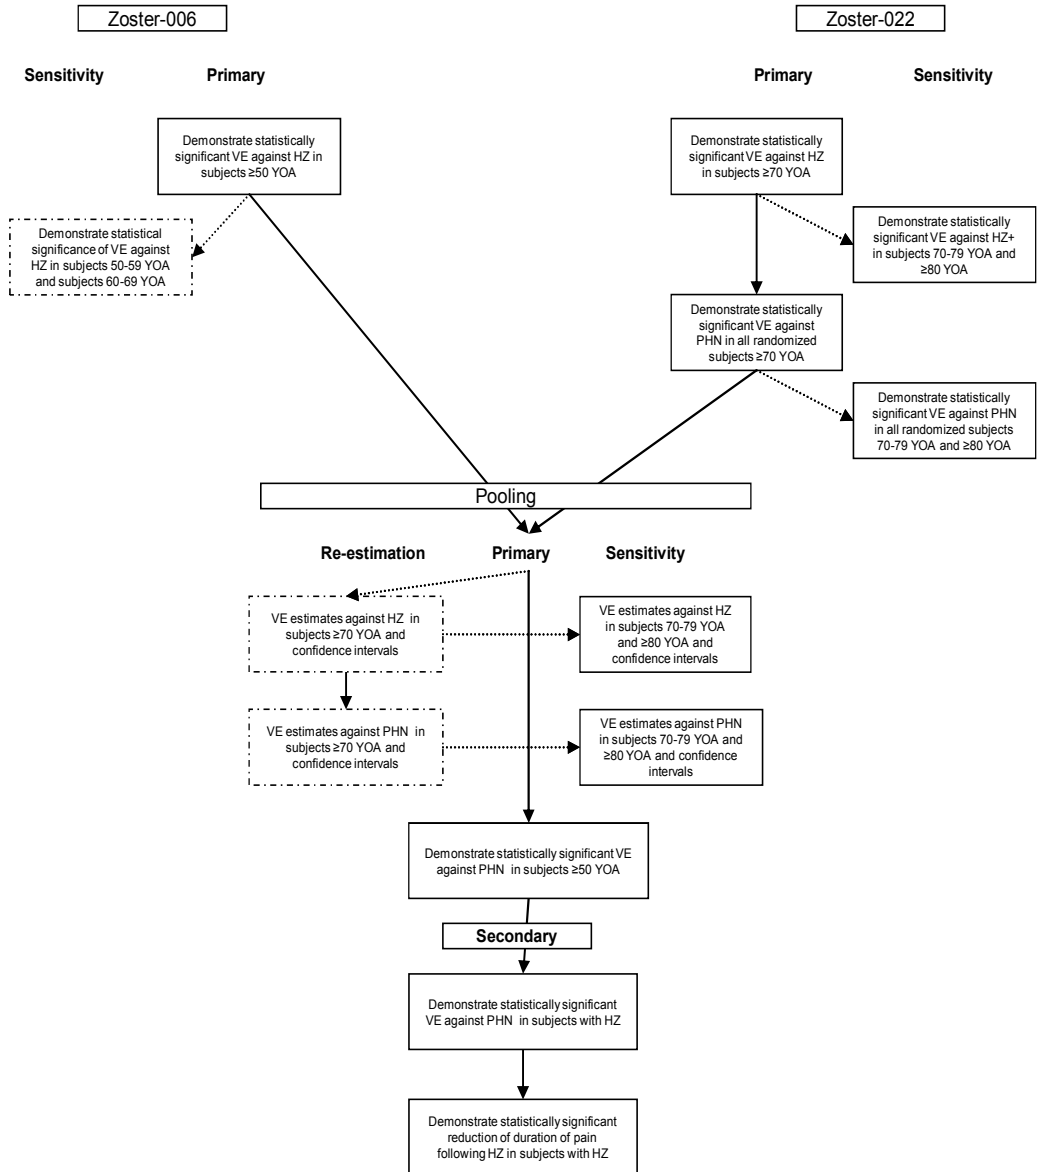 Zoster-006
Zoster-022
Sensitivity
Primary
Primary
Sensitivity
Demonstrate statistically
significant VE against HZ in
subjects ≥50 YOA
Demonstrate statistically
significant VE against HZ
in subjects ≥70 YOA
Demonstrate statistical
significance of VE against
HZ in subjects 50-59 YOA
and subjects 60-69 YOA
Demonstrate statistically
significant VE against HZ+
in subjects 70-79 YOA and
≥80 YOA
Demonstrate statistically
significant VE against
PHN in all randomized
subjects ≥70 YOA
Demonstrate statistically
significant VE against PHN
in all randomized subjects
70-79 YOA and ≥80 YOA
Pooling
Re-estimation
Primary
Sensitivity
VE estimates against HZ in
subjects ≥70 YOA and
confidence intervals
VE estimates against HZ
in subjects 70-79 YOA
and ≥80 YOA and
confidence intervals
VE estimates against PHN in
subjects ≥70 YOA and
confidence intervals
VE estimates against PHN
in subjects 70-79 YOA and
≥80 YOA and confidence
intervals
Demonstrate statistically significant VE
against PHN in subjects ≥50 YOA
Secondary
Demonstrate statistically significant
VE against PHN in subjects with HZ
Demonstrate statistically significant
reduction of duration of pain
following HZ in subjects with HZ